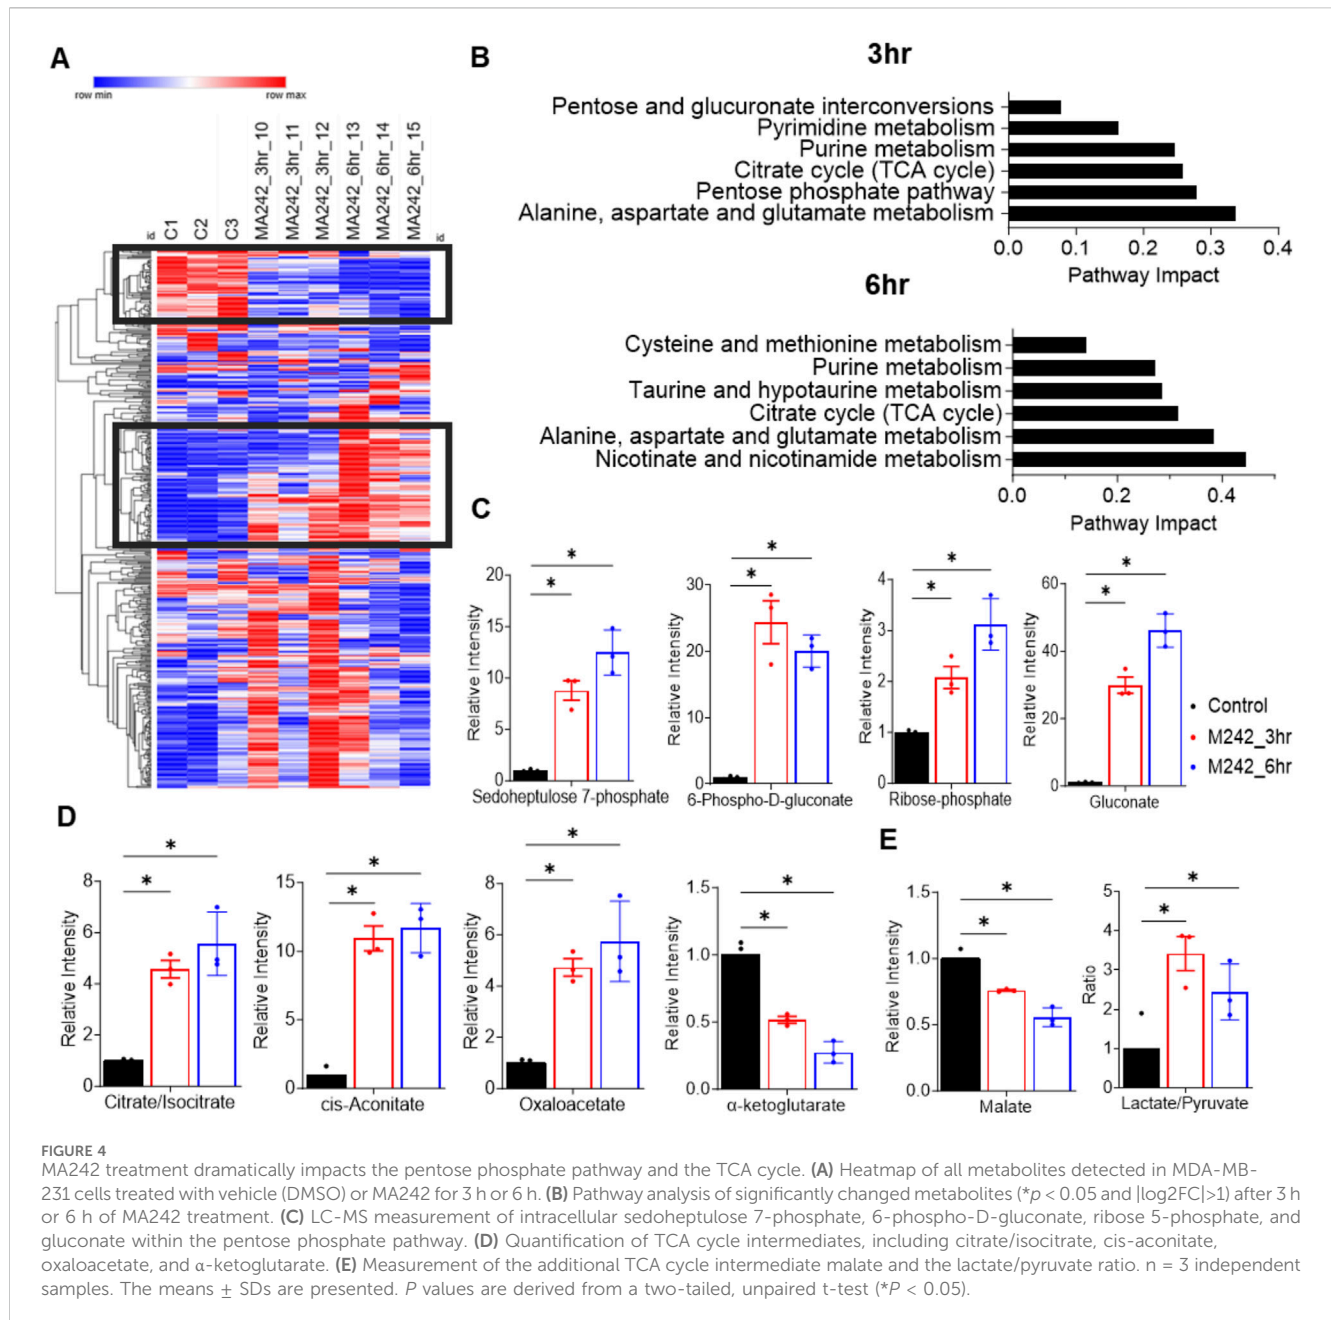 A
row min
row max
id
C1
C2
C3
MA242_3hr_10
MA242_3hr_11
MA242_3hr_12
MA242_6hr_13
MA242_6hr_14
MA242_6hr_15
id
B
3hr
Pentose and glucuronate interconversions
Pyrimidine metabolism
Purine metabolism
Citrate cycle (TCA cycle)
Pentose phosphate pathway
Alanine, aspartate and glutamate metabolism
0.0 0.1 0.2 0.3 0.4
Pathway Impact
6hr
Cysteine and methionine metabolism
Purine metabolism
Taurine and hypotaurine metabolism
Citrate cycle (TCA cycle)
Alanine, aspartate and glutamate metabolism
Nicotinate and nicotinamide metabolism
0.0 0.2 0.4
Pathway Impact
C
Relative Intensity
20
15
10
5
0
*
*
Sedoheptulose 7-phosphate
Relative Intensity
30
20
10
0
*
*
6-Phospho-D-gluconate
Relative Intensity
4
3
2
1
0
*
*
Ribose-phosphate
Relative Intensity
60
40
20
0
*
*
Gluconate
Control
M242_3hr
M242_6hr
D
Relative Intensity
8
6
4
2
0
*
*
Citrate/Isocitrate
Relative Intensity
15
10
5
0
*
*
cis-Aconitate
Relative Intensity
8
6
4
2
0
*
*
Oxaloacetate
Relative Intensity
1.5
1.0
0.5
0.0
*
*
α-ketoglutarate
E
Relative Intensity
1.5
1.0
0.5
0.0
*
*
Malate
Ratio
5
4
3
2
1
0
*
*
Lactate/Pyruvate
FIGURE 4
MA242 treatment dramatically impacts the pentose phosphate pathway and the TCA cycle. (A) Heatmap of all metabolites detected in MDA-MB-
231 cells treated with vehicle (DMSO) or MA242 for 3 h or 6 h. (B) Pathway analysis of significantly changed metabolites (*p < 0.05 and |log2FC|>1) after 3 h
or 6 h of MA242 treatment. (C) LC-MS measurement of intracellular sedoheptulose 7-phosphate, 6-phospho-D-gluconate, ribose 5-phosphate, and
gluconate within the pentose phosphate pathway. (D) Quantification of TCA cycle intermediates, including citrate/isocitrate, cis-aconitate,
oxaloacetate, and α-ketoglutarate. (E) Measurement of the additional TCA cycle intermediate malate and the lactate/pyruvate ratio. n = 3 independent
samples. The means ± SDs are presented. P values are derived from a two-tailed, unpaired t-test (*P < 0.05).